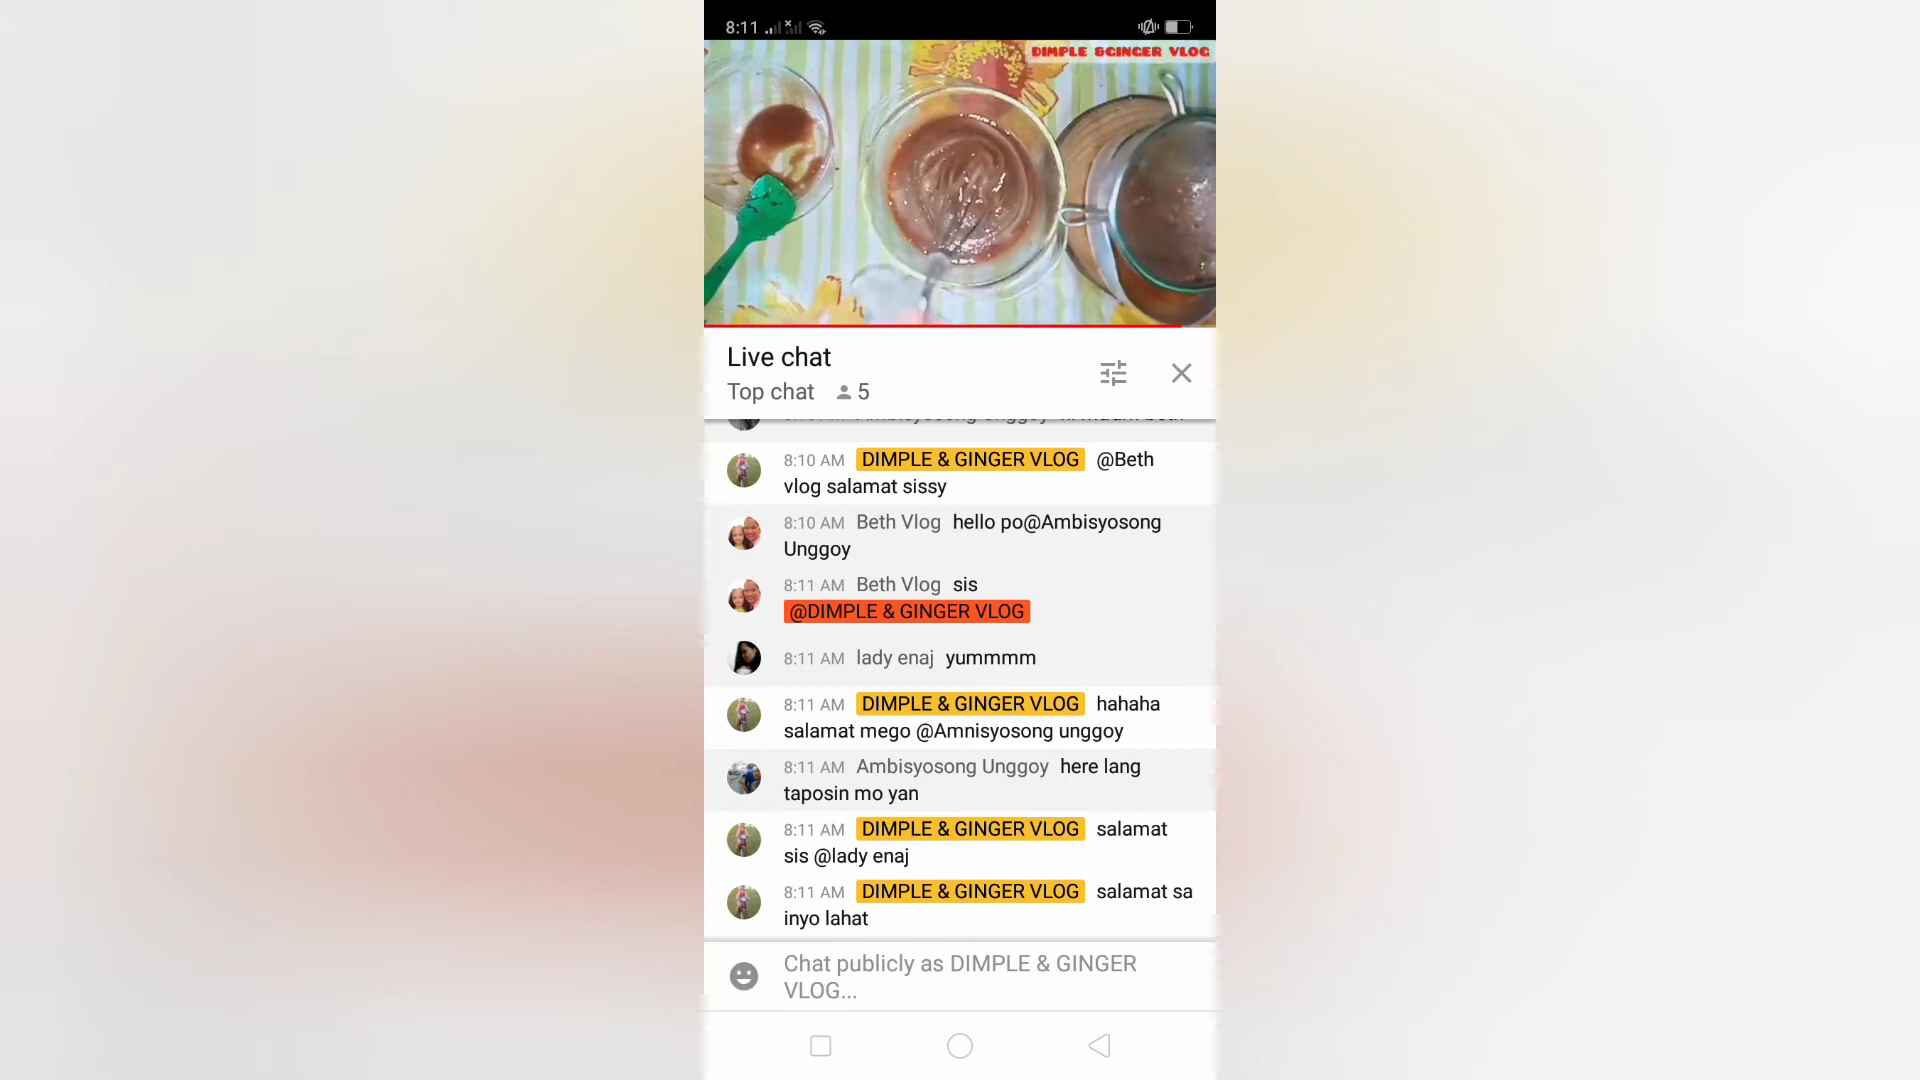 8:11
DIMPLE &GINGER VLOG
Live chat
Top chat 5
8:10 AM DIMPLE & GINGER VLOG @Beth
vlog salamat sissy
8:10 AM Beth Vlog hello po@Ambisyosong
Unggoy
8:11 AM Beth Vlog sis
@DIMPLE & GINGER VLOG
8:11 AM lady enaj yummmm
8:11 AM DIMPLE & GINGER VLOG hahaha
salamat mego @Amnisyosong unggoy
8:11 AM Ambisyosong Unggoy here lang
taposin mo yan
8:11 AM DIMPLE & GINGER VLOG salamat
sis @lady enaj
8:11 AM DIMPLE & GINGER VLOG salamat sa
inyo lahat
Chat publicly as DIMPLE & GINGER
VLOG...